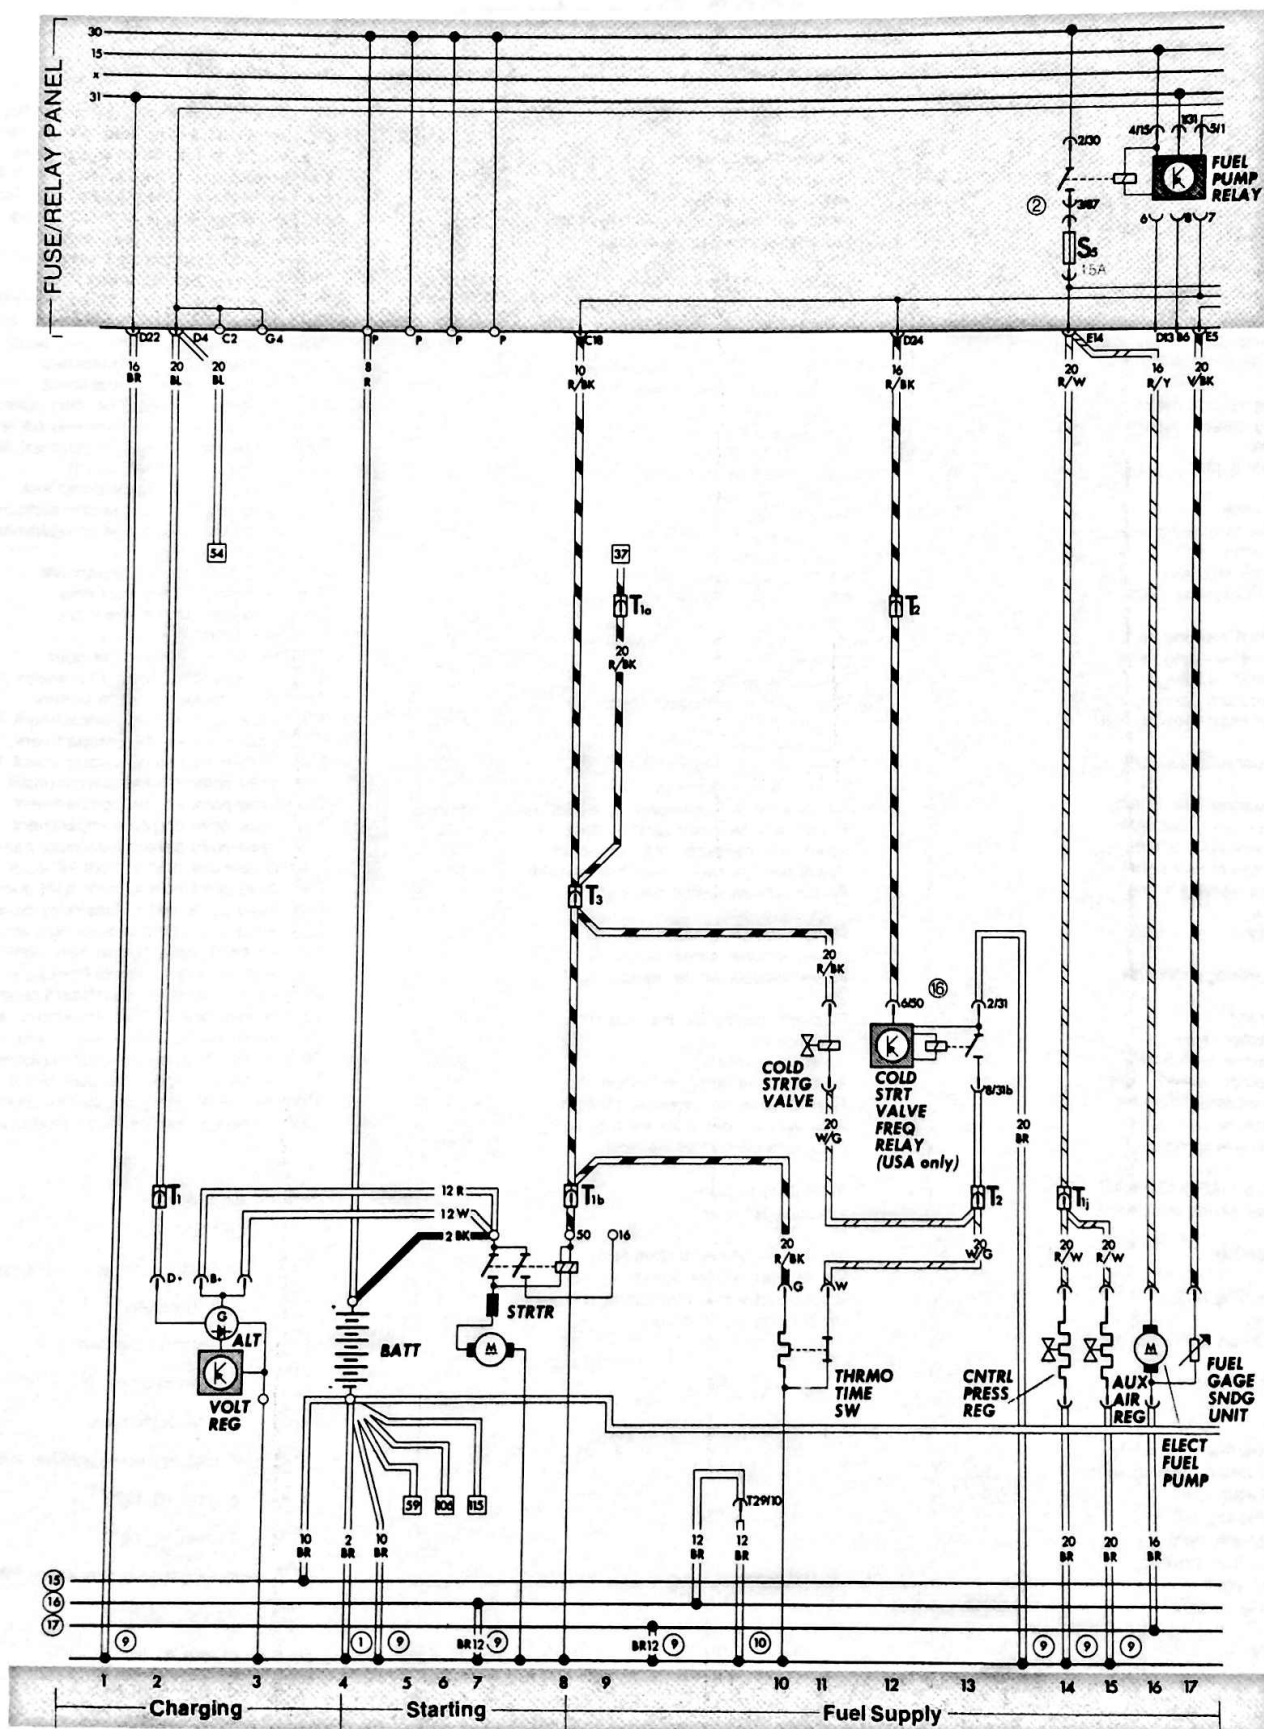 FUSE/RELAY PANEL
30
15
x
31
1/31
4/15
5/1
2/30
FUEL
PUMP
RELAY
2
3/87
6
8
7
S5
15A
D22
D4
C2
G4
P
P
P
P
C18
D24
E14
D13
B6
E5
16
BR
20
BL
20
BL
8
R
10
R/BK
16
R/BK
20
R/W
16
R/Y
20
V/BK
54
37
T1a
T2
20
R/BK
T3
20
R/BK
6/50
16
2/31
COLD
STRTG
VALVE
COLD
STRT
VALVE
FREQ
RELAY
(USA only)
8/31b
20
W/G
20
BR
T1
12 R
12 W
2 BK
T1b
T2
T1j
50
16
20
R/BK
20
W/G
20
R/W
20
R/W
D+
B+
G
W
G
ALT
STRTR
BATT
M
VOLT
REG
THRMO
TIME
SW
CNTRL
PRESS
REG
AUX
AIR
REG
M
FUEL
GAGE
SNDG
UNIT
ELECT
FUEL
PUMP
59
106
115
T29/10
10
BR
2
BR
10
BR
12
BR
12
BR
20
BR
20
BR
16
BR
15
16
17
9
1
9
BR12
9
BR12
9
10
9
9
9
1
2
3
4
5
6
7
8
9
10
11
12
13
14
15
16
17
Charging
Starting
Fuel Supply